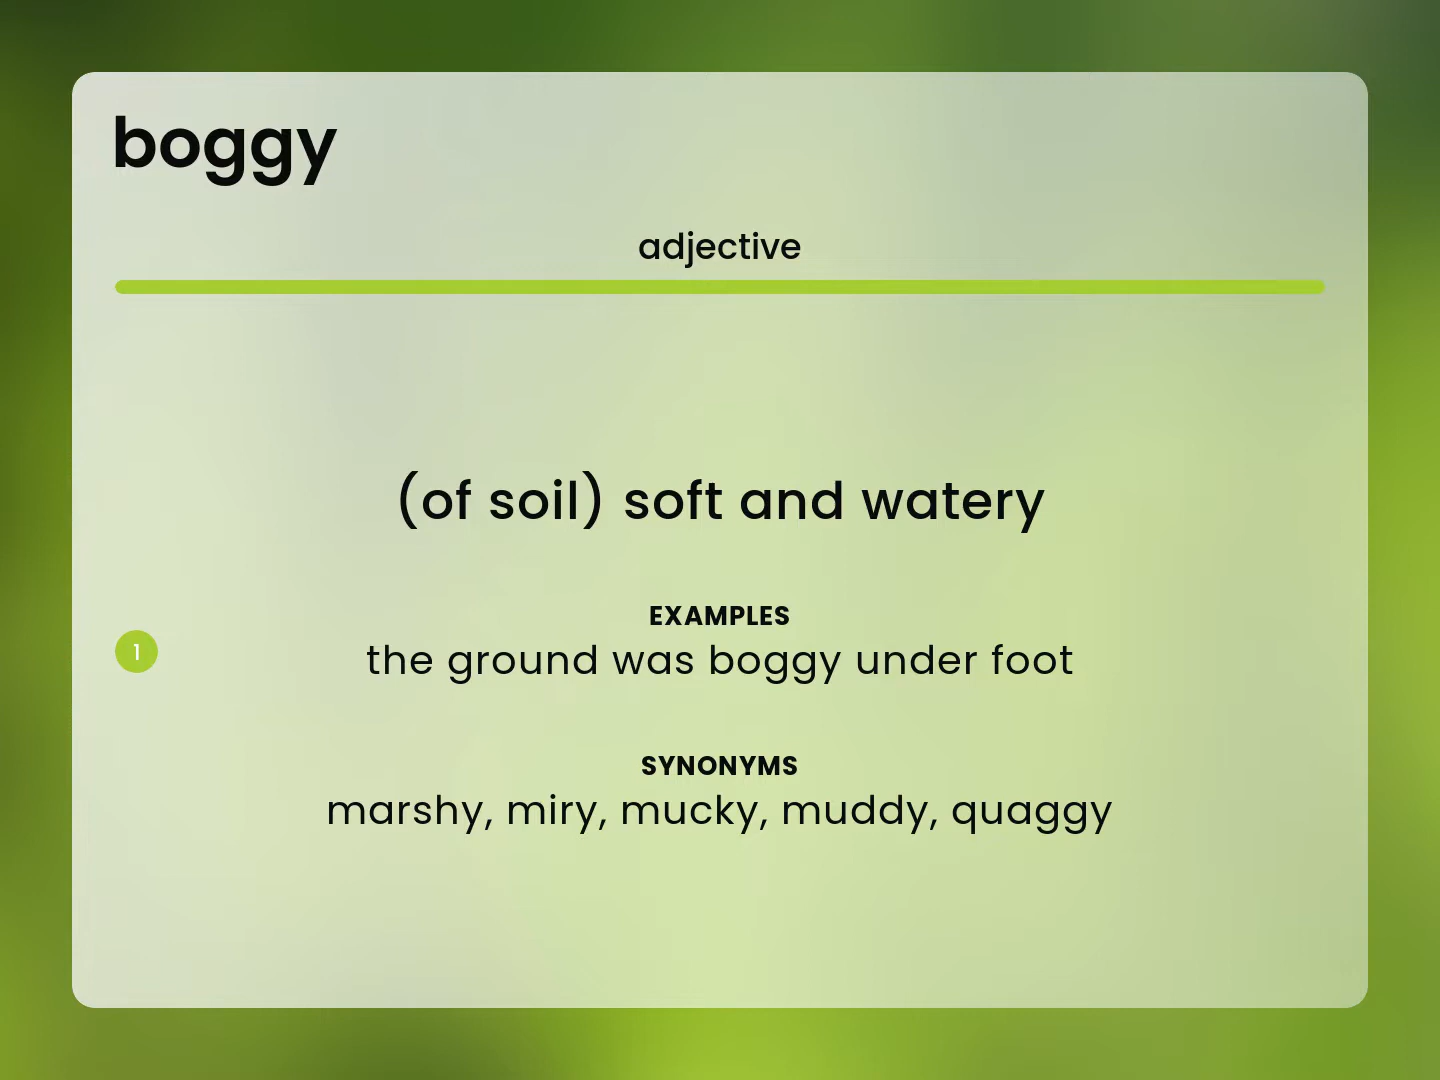 boggy
adjective
(of soil) soft and watery
EXAMPLES
1
the ground was boggy under foot
SYNONYMS
marshy, miry, mucky, muddy, quaggy